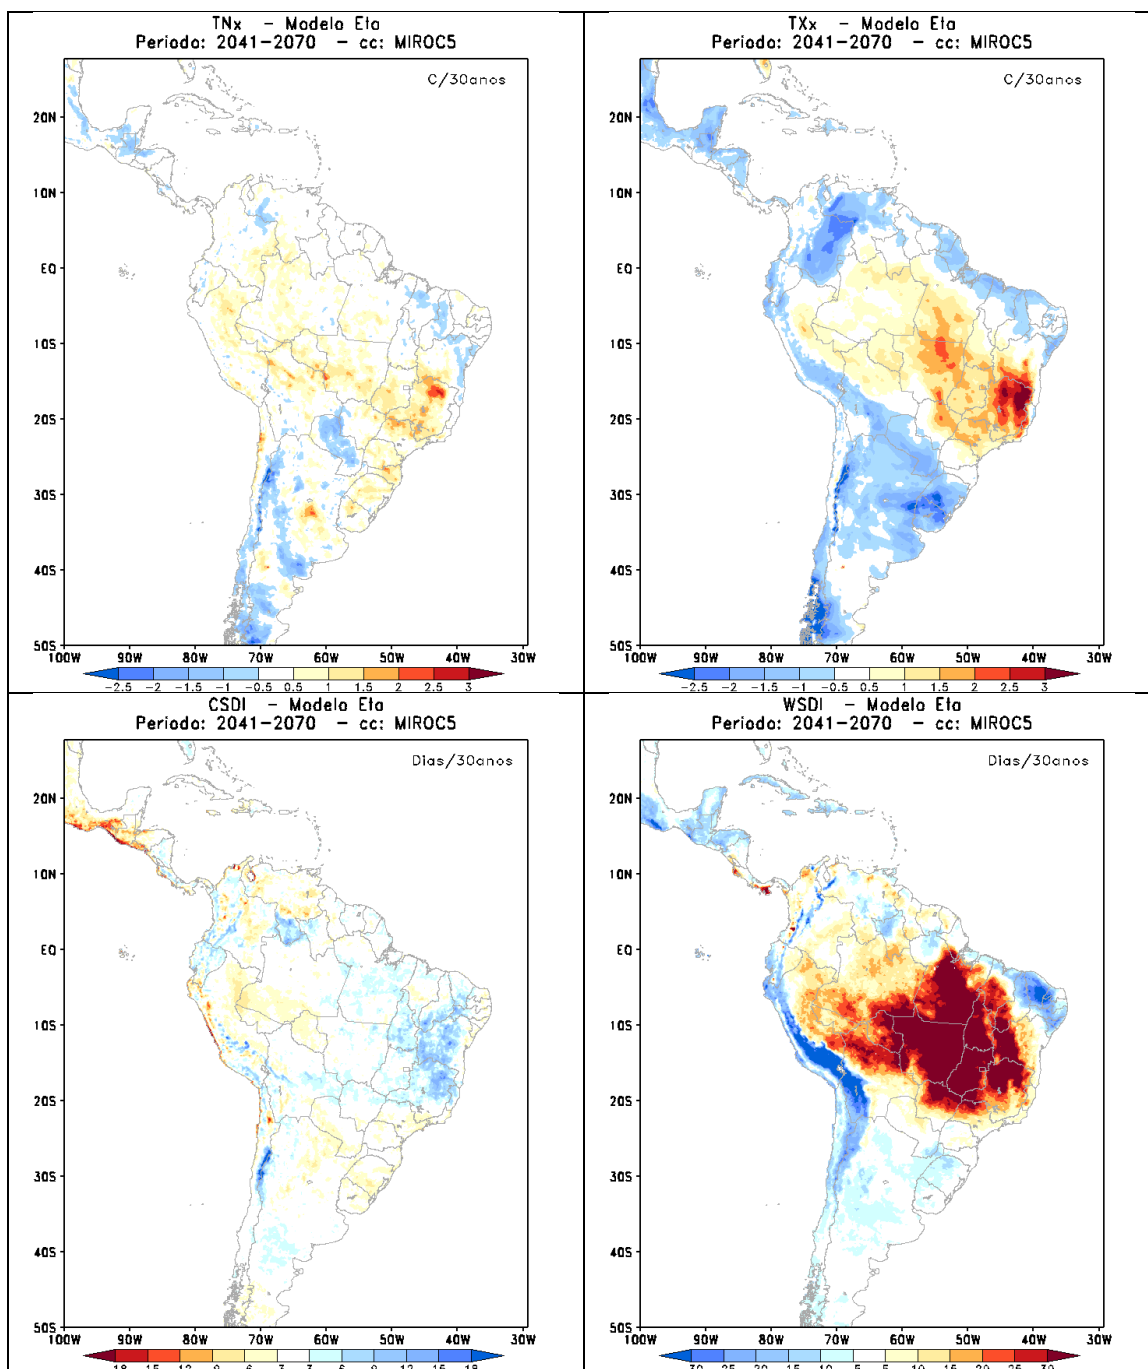 TNx  - Modelo Eta
Periodo: 2041-2070  - cc: MIROC5
C/30anos
20N
10N
EQ
10S
20S
30S
40S
50S
100W 90W 80W 70W 60W 50W 40W 30W
-2.5 -2 -1.5 -1 -0.5 0.5 1 1.5 2 2.5 3
TXx  - Modelo Eta
Periodo: 2041-2070  - cc: MIROC5
C/30anos
20N
10N
EQ
10S
20S
30S
40S
50S
100W 90W 80W 70W 60W 50W 40W 30W
-2.5 -2 -1.5 -1 -0.5 0.5 1 1.5 2 2.5 3
CSDI  - Modelo Eta
Periodo: 2041-2070  - cc: MIROC5
Dias/30anos
20N
10N
EQ
10S
20S
30S
40S
50S
100W 90W 80W 70W 60W 50W 40W 30W
WSDI  - Modelo Eta
Periodo: 2041-2070  - cc: MIROC5
Dias/30anos
20N
10N
EQ
10S
20S
30S
40S
50S
100W 90W 80W 70W 60W 50W 40W 30W